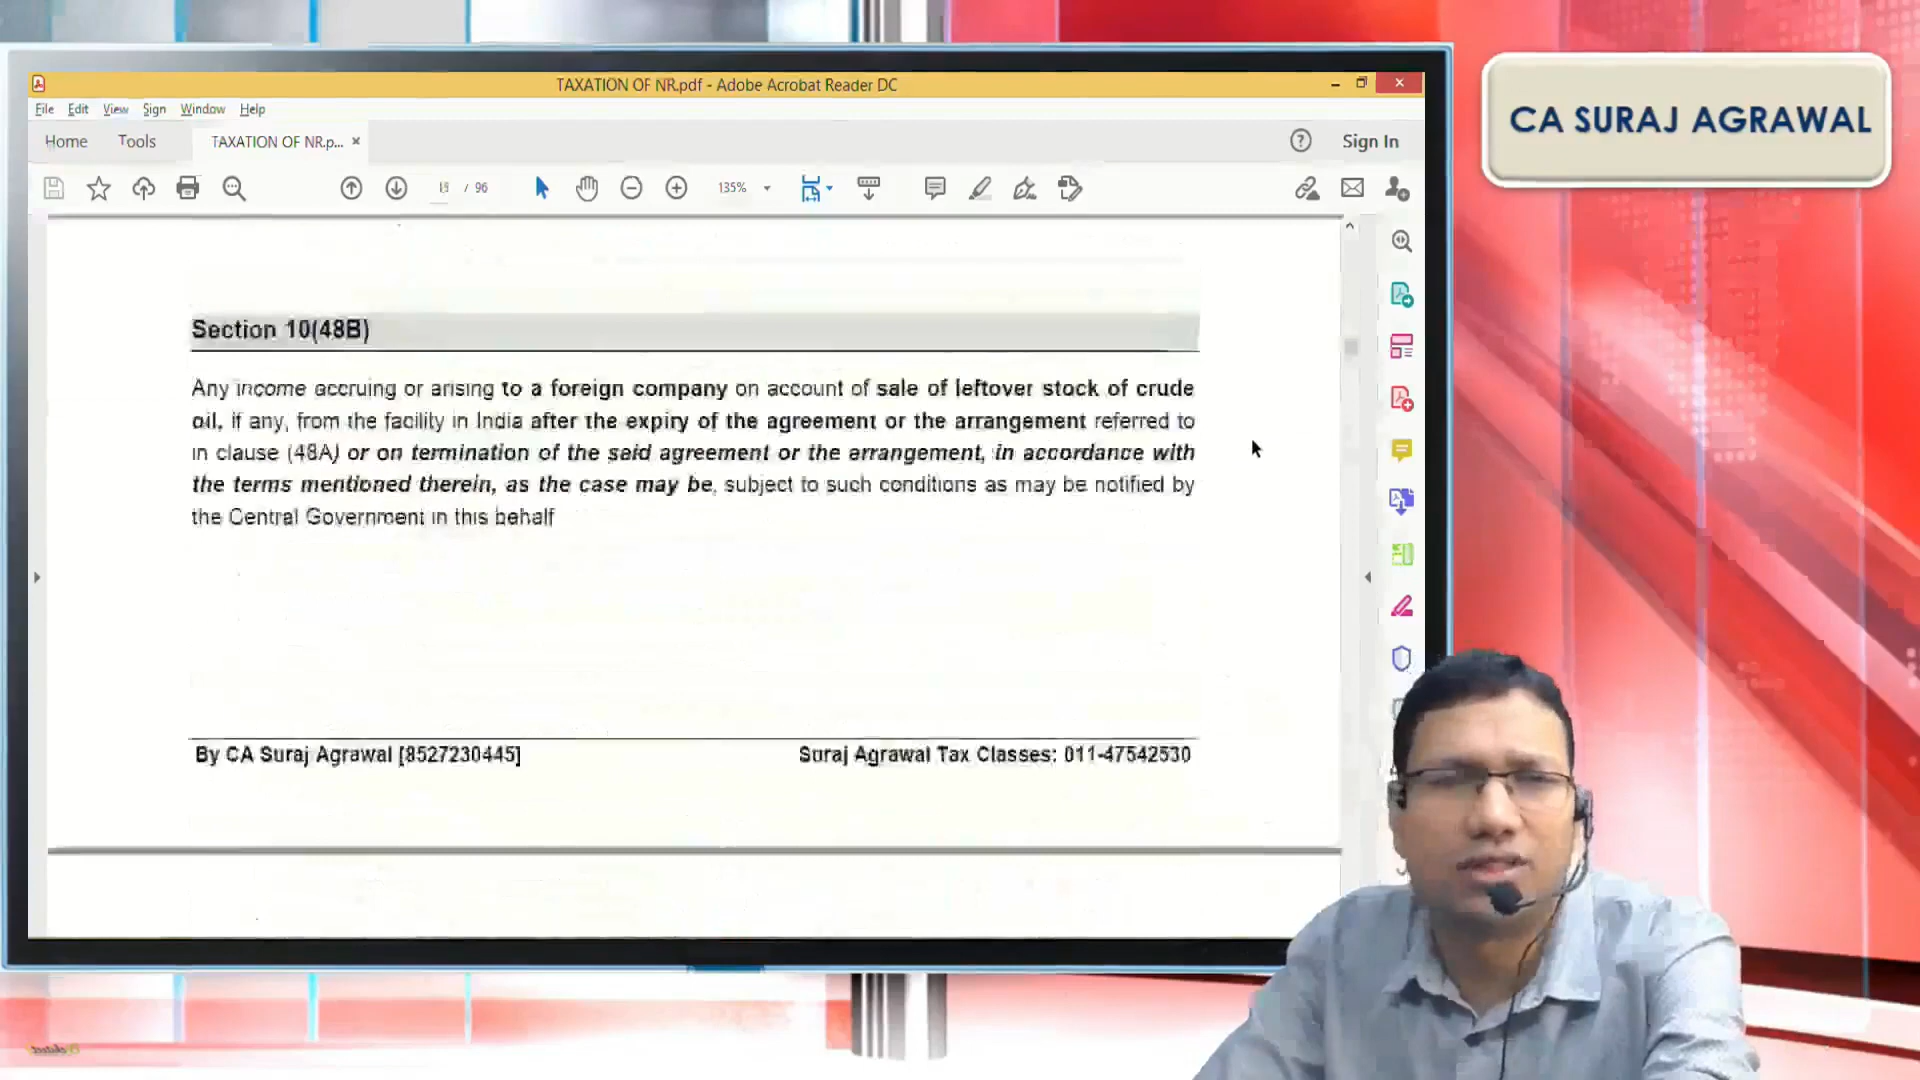 TAXATION OF NR.pdf - Adobe Acrobat Reader DC
CA SURAJ AGRAWAL
File Edit View Sign Window Help
Home Tools TAXATION OF NR.p... × Sign In
/ 96 135%
Section 10(48B)
Any income accruing or arising to a foreign company on account of sale of leftover stock of crude
oil, if any, from the facility in India after the expiry of the agreement or the arrangement referred to
in clause (48A) or on termination of the said agreement or the arrangement, in accordance with
the terms mentioned therein, as the case may be, subject to such conditions as may be notified by
the Central Government in this behalf
By CA Suraj Agrawal [8527230445] Suraj Agrawal Tax Classes: 011-47542530